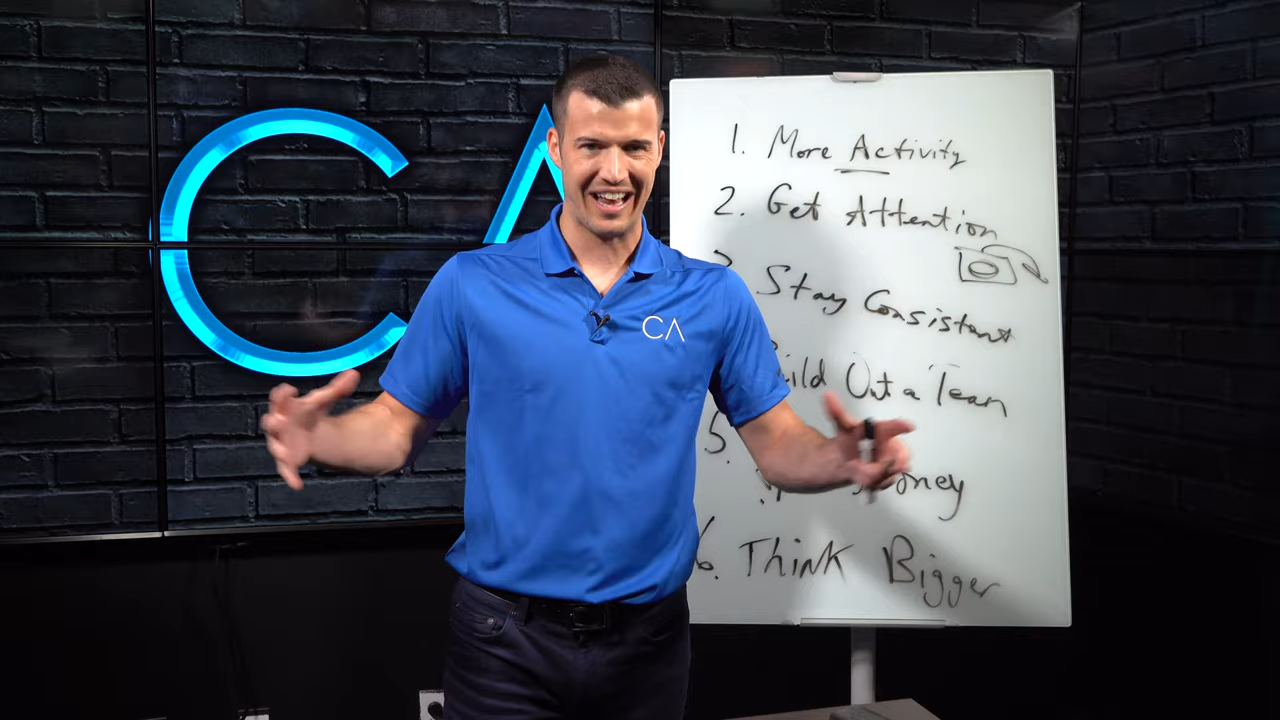 CA
CA
1. More Activity
2. Get Attention
Stay Consistent
ild Out a Team
5. oney
6. Think Bigger